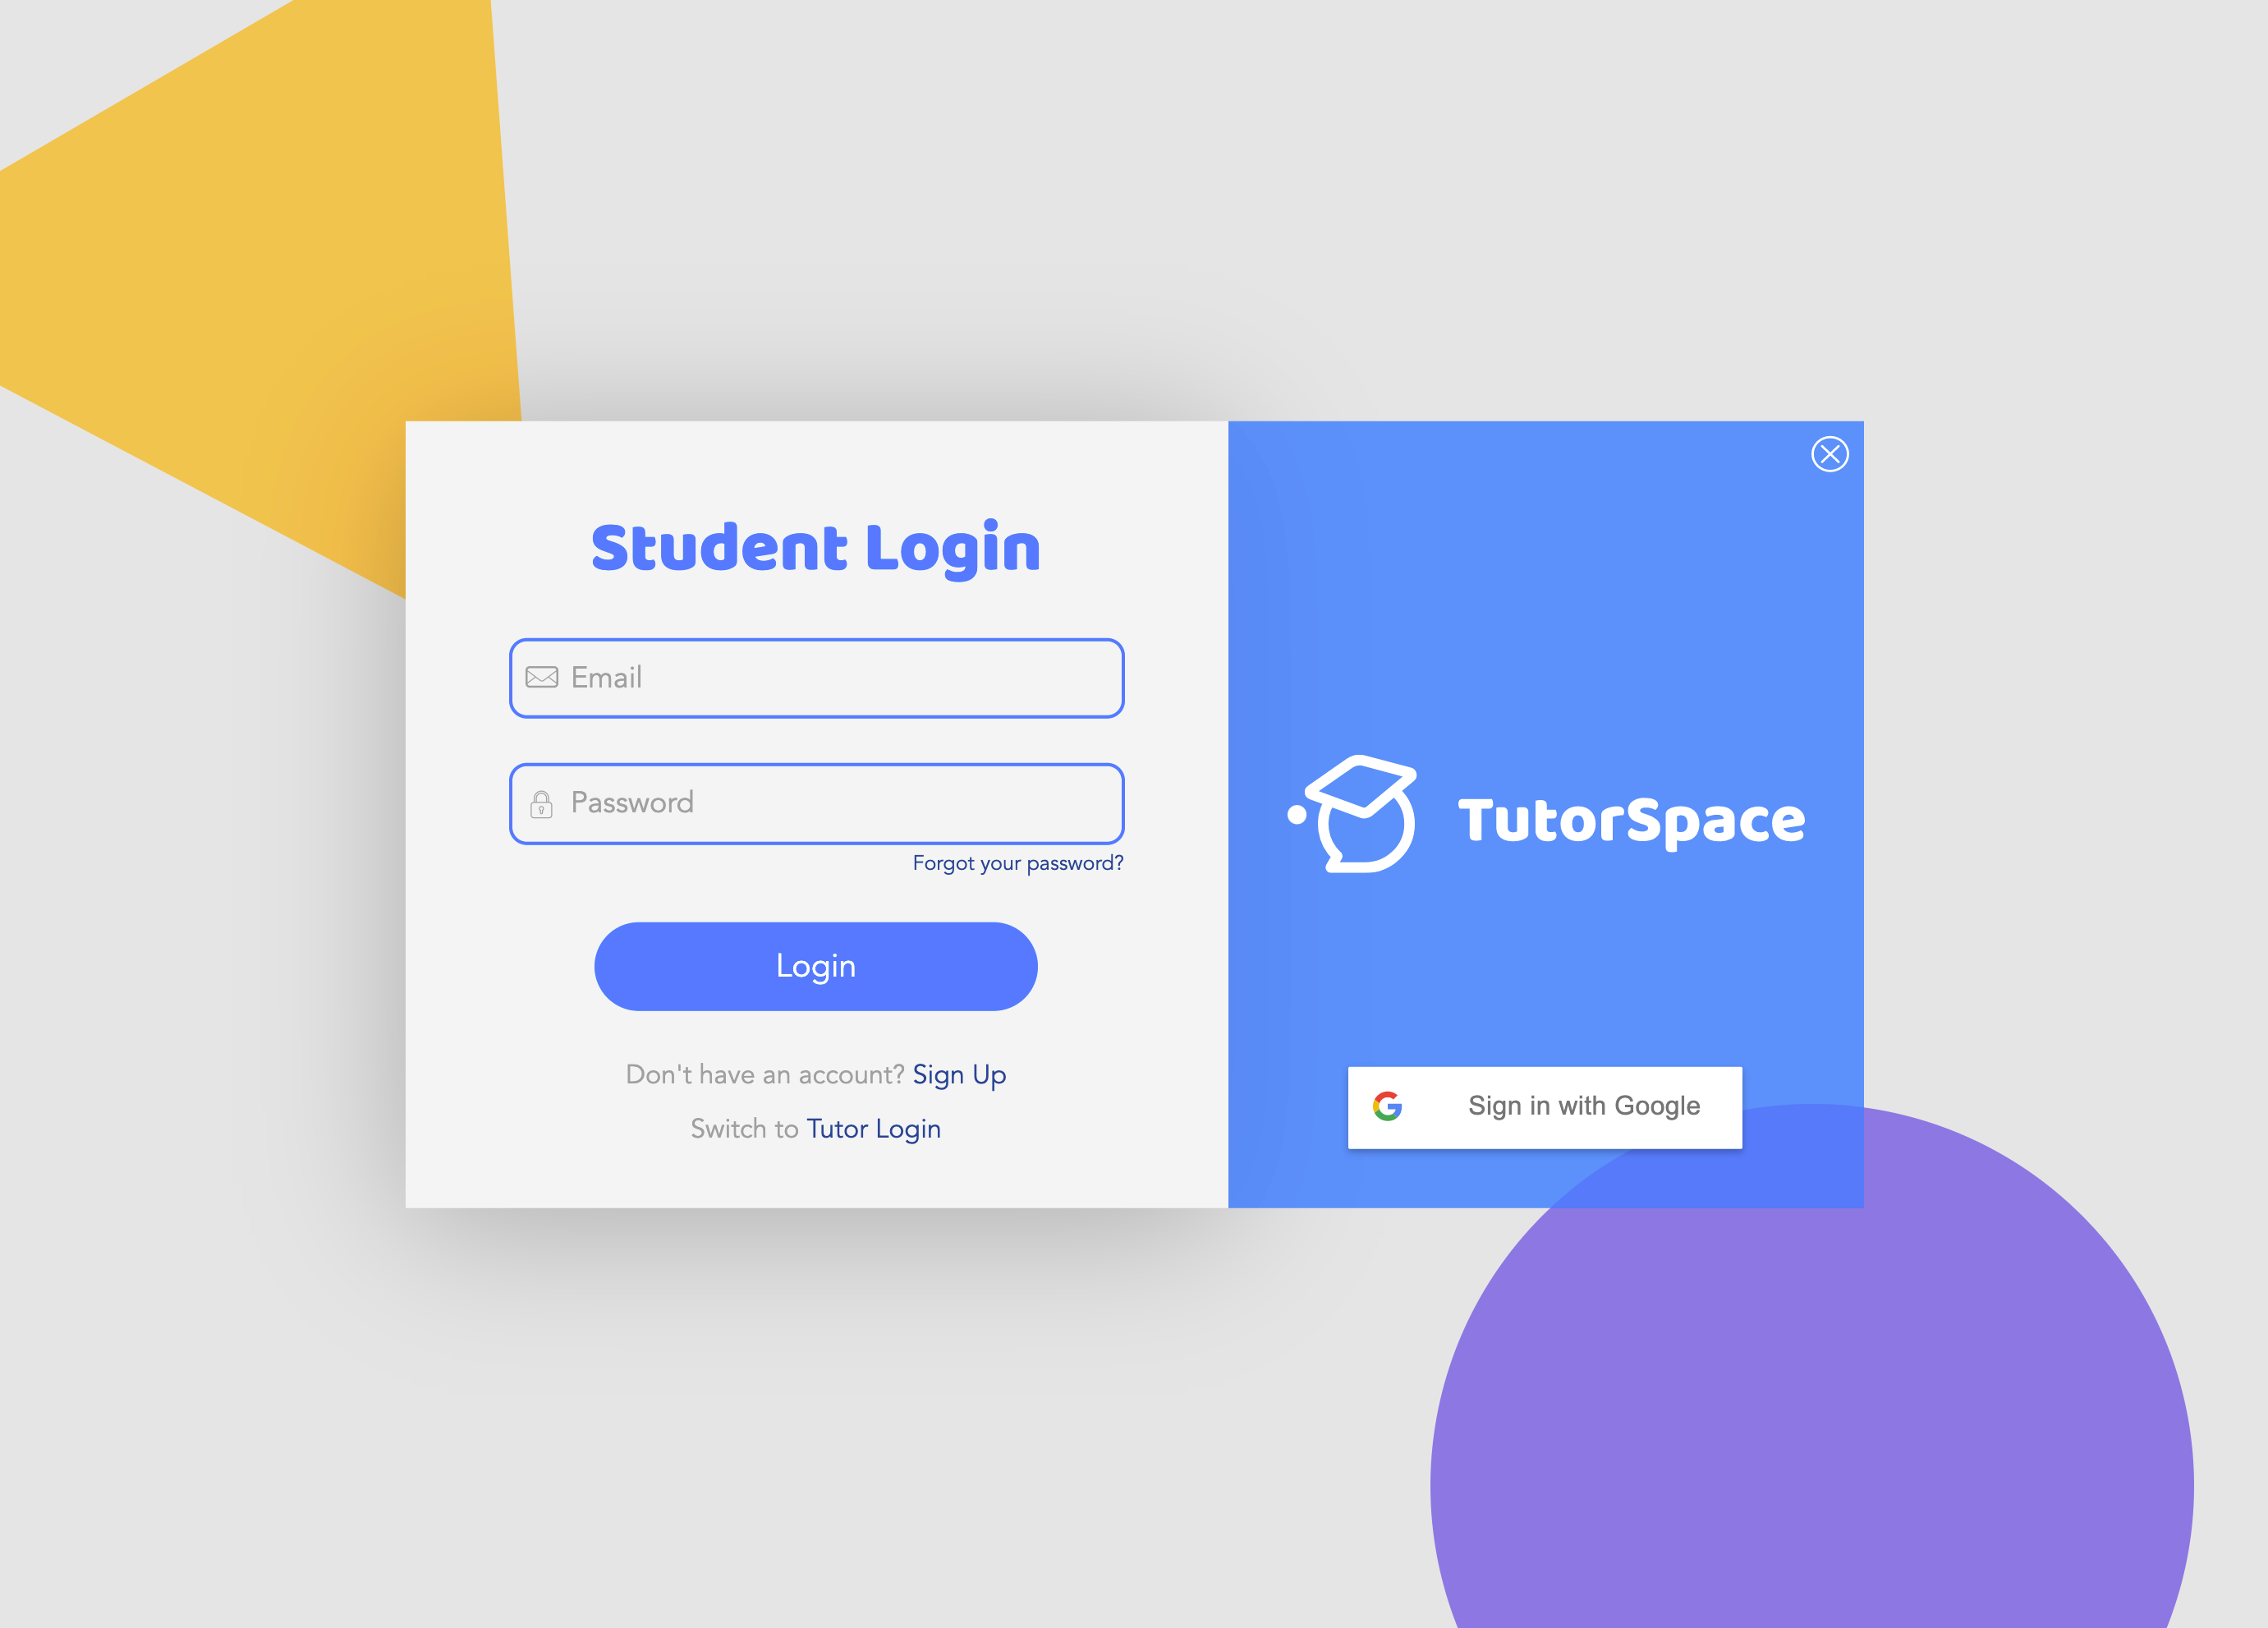 Student Login
Email
Password
Forgot your password?
Login
Don't have an account? Sign Up
Switch to Tutor Login
TutorSpace
Sign in with Google